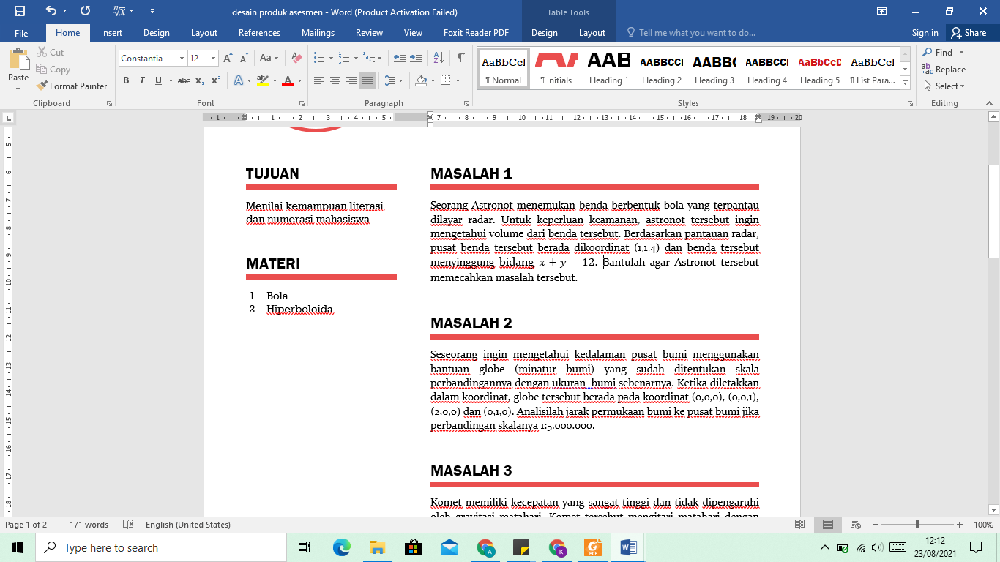 desain produk asesmen - Word (Product Activation Failed)
Table Tools
File
Home
Insert
Design
Layout
References
Mailings
Review
View
Foxit Reader PDF
Design
Layout
Tell me what you want to do...
Sign in
Share
Paste
Cut
Copy
Format Painter
Clipboard
Constantia
12
Font
Paragraph
AaBbCcI
¶ Normal
¶ Initials
AAB
Heading 1
AABBCCI
Heading 2
AABBC
Heading 3
AABBCCI
Heading 4
AaBbCcD
Heading 5
AaBbCcI
¶ List Para...
Styles
Find
Replace
Select
Editing
TUJUAN
Menilai kemampuan literasi
dan numerasi mahasiswa
MATERI
1. Bola
2. Hiperboloida
MASALAH 1
Seorang Astronot menemukan benda berbentuk bola yang terpantau
dilayar radar. Untuk keperluan keamanan, astronot tersebut ingin
mengetahui volume dari benda tersebut. Berdasarkan pantauan radar,
pusat benda tersebut berada dikoordinat (1,1,4) dan benda tersebut
menyinggung bidang x + y = 12. Bantulah agar Astronot tersebut
memecahkan masalah tersebut.
MASALAH 2
Seseorang ingin mengetahui kedalaman pusat bumi menggunakan
bantuan globe (minatur bumi) yang sudah ditentukan skala
perbandingannya dengan ukuran bumi sebenarnya. Ketika diletakkan
dalam koordinat, globe tersebut berada pada koordinat (0,0,0), (0,0,1),
(2,0,0) dan (0,1,0). Analisilah jarak permukaan bumi ke pusat bumi jika
perbandingan skalanya 1:5.000.000.
MASALAH 3
Komet memiliki kecepatan yang sangat tinggi dan tidak dipengaruhi
oleh gravitasi matahari. Komet tersebut mengitari matahari dengan
Page 1 of 2
171 words
English (United States)
100%
Type here to search
12:12
23/08/2021